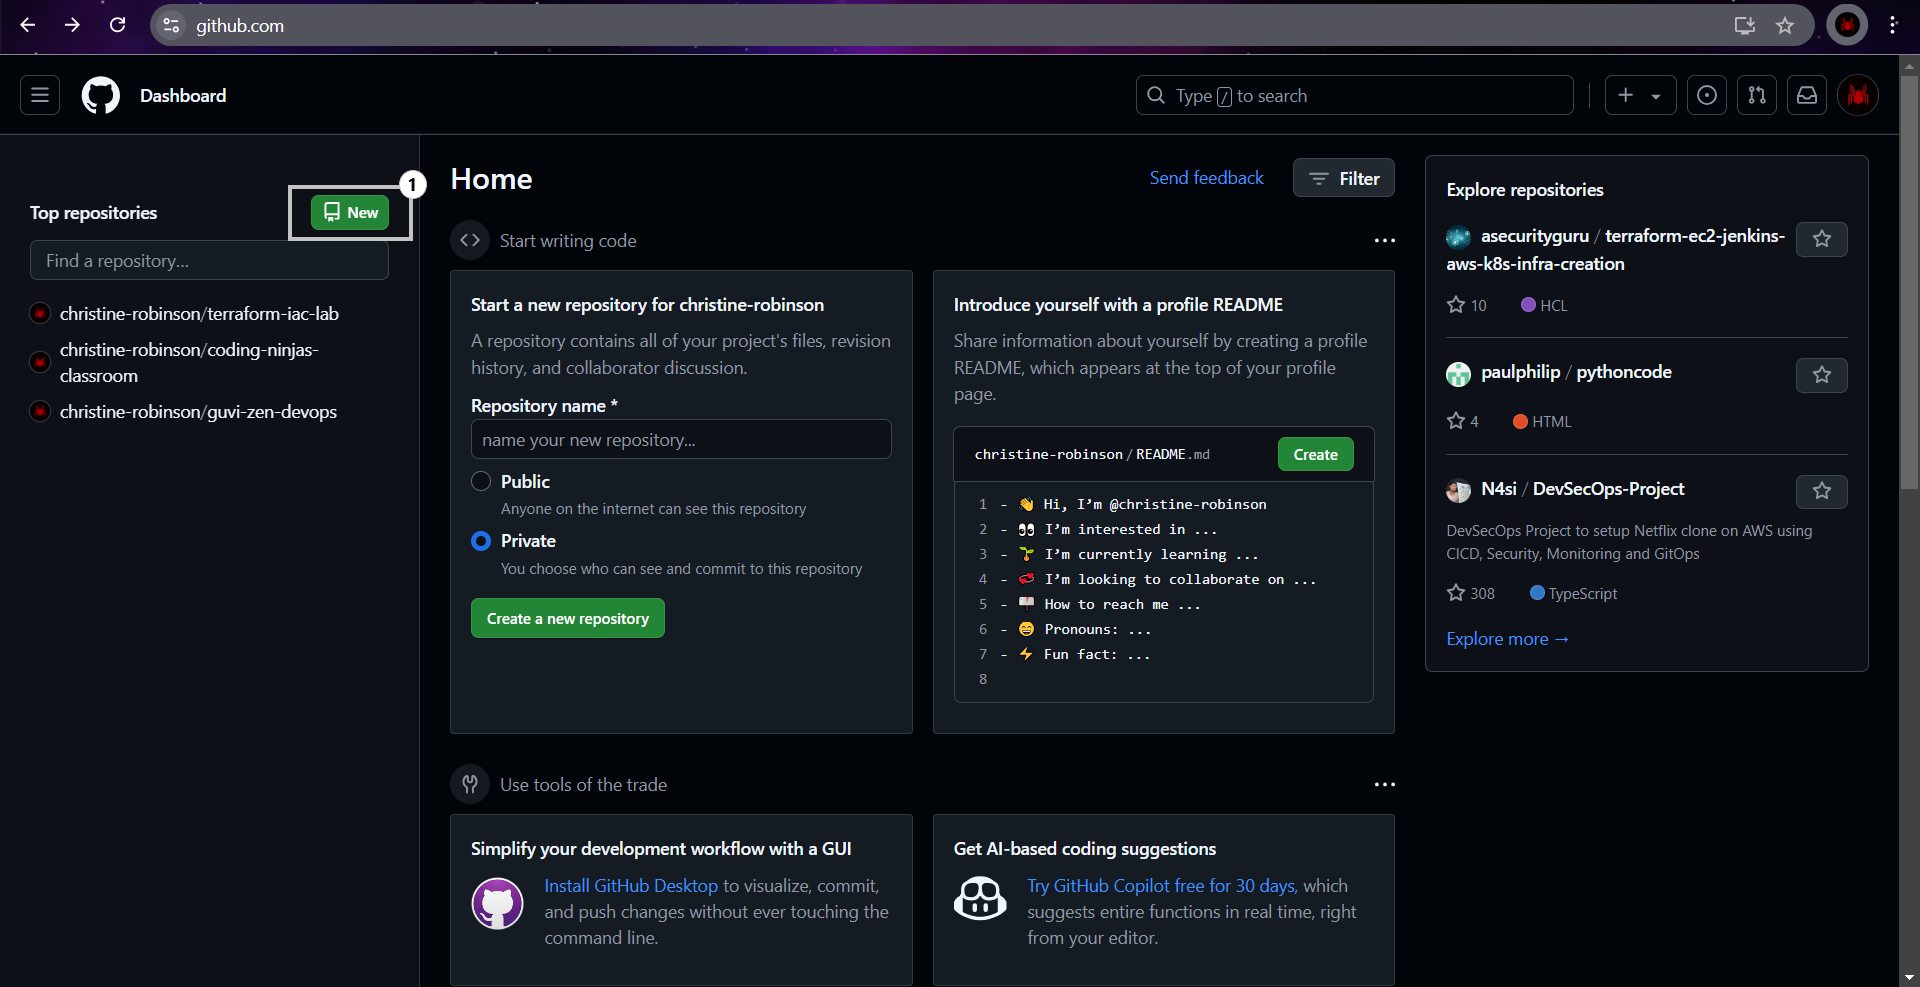 github.com
Dashboard
Type / to search
Top repositories
New
1
Find a repository...
christine-robinson/terraform-iac-lab
christine-robinson/coding-ninjas-
classroom
christine-robinson/guvi-zen-devops
Home
Send feedback
Filter
Start writing code
Start a new repository for christine-robinson
A repository contains all of your project's files, revision
history, and collaborator discussion.
Repository name *
name your new repository...
Public
Anyone on the internet can see this repository
Private
You choose who can see and commit to this repository
Create a new repository
Introduce yourself with a profile README
Share information about yourself by creating a profile
README, which appears at the top of your profile
page.
christine-robinson / README.md
Create
1 - 👋 Hi, I’m @christine-robinson
2 - 👀 I’m interested in ...
3 - 🌱 I’m currently learning ...
4 - 💞️ I’m looking to collaborate on ...
5 - 📫 How to reach me ...
6 - 😄 Pronouns: ...
7 - ⚡ Fun fact: ...
8
Use tools of the trade
Simplify your development workflow with a GUI
Install GitHub Desktop to visualize, commit,
and push changes without ever touching the
command line.
Get AI-based coding suggestions
Try GitHub Copilot free for 30 days, which
suggests entire functions in real time, right
from your editor.
Explore repositories
asecurityguru / terraform-ec2-jenkins-
aws-k8s-infra-creation
10 HCL
paulphilip / pythoncode
4 HTML
N4si / DevSecOps-Project
DevSecOps Project to setup Netflix clone on AWS using
CICD, Security, Monitoring and GitOps
308 TypeScript
Explore more →